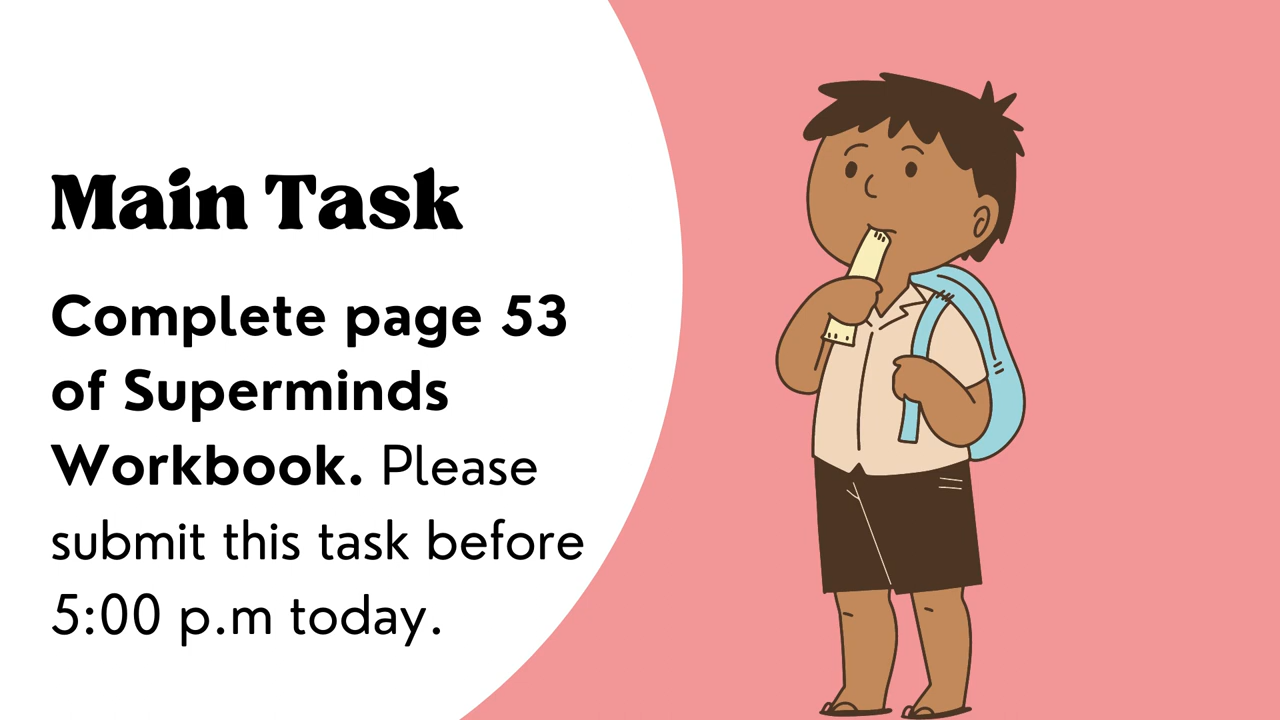 Main Task
Complete page 53
of Superminds
Workbook. Please
submit this task before
5:00 p.m today.